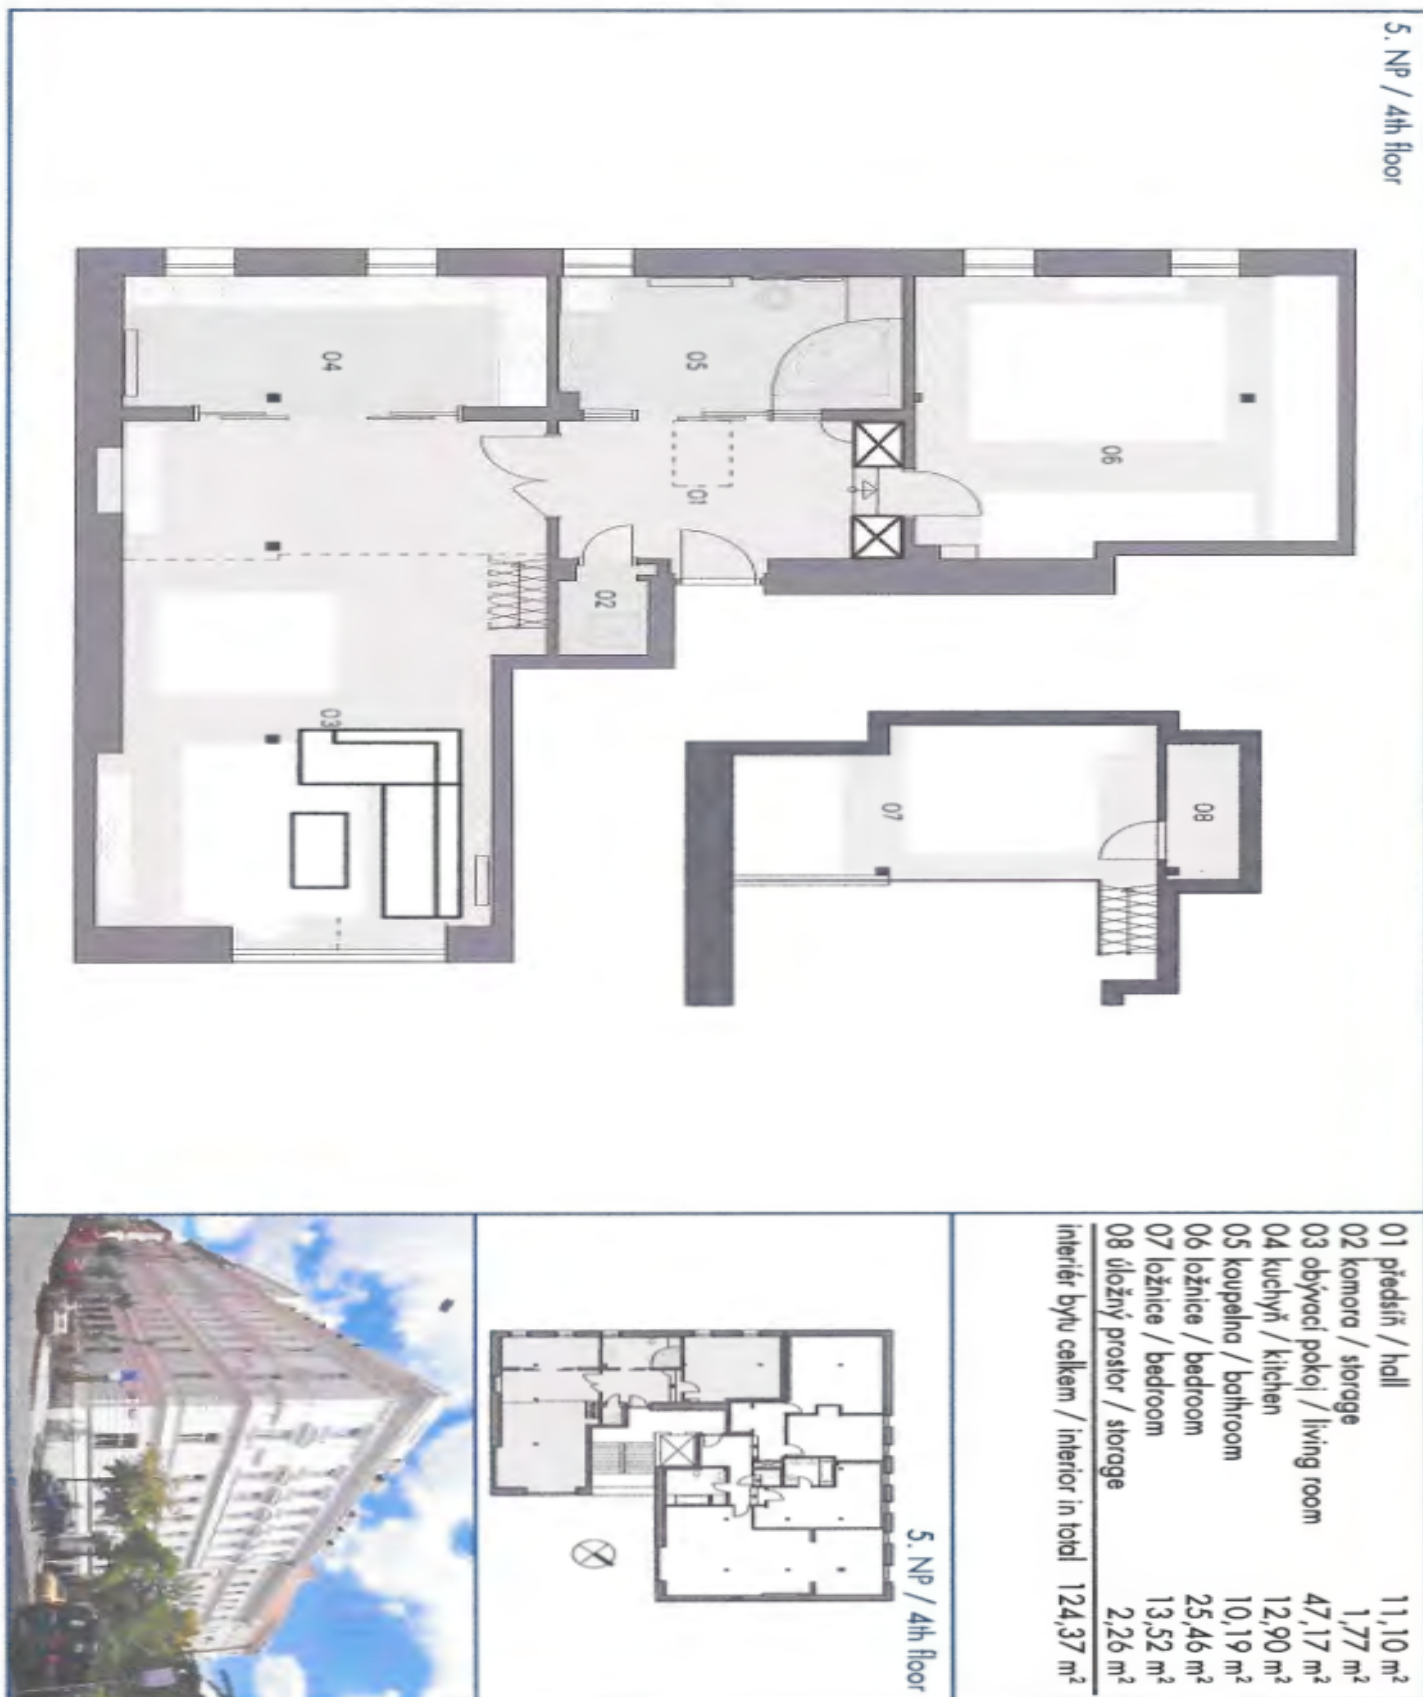 5. NP / 4th floor
04
05
06
01
02
03
07
08
01 předsíň / hall 11,10 m²
02 komora / storage 1,77 m²
03 obývací pokoj / living room 47,17 m²
04 kuchyň / kitchen 12,90 m²
05 koupelna / bathroom 10,19 m²
06 ložnice / bedroom 25,46 m²
07 ložnice / bedroom 13,52 m²
08 úložný prostor / storage 2,26 m²
interiér bytu celkem / interior in total 124,37 m²
5. NP / 4th floor